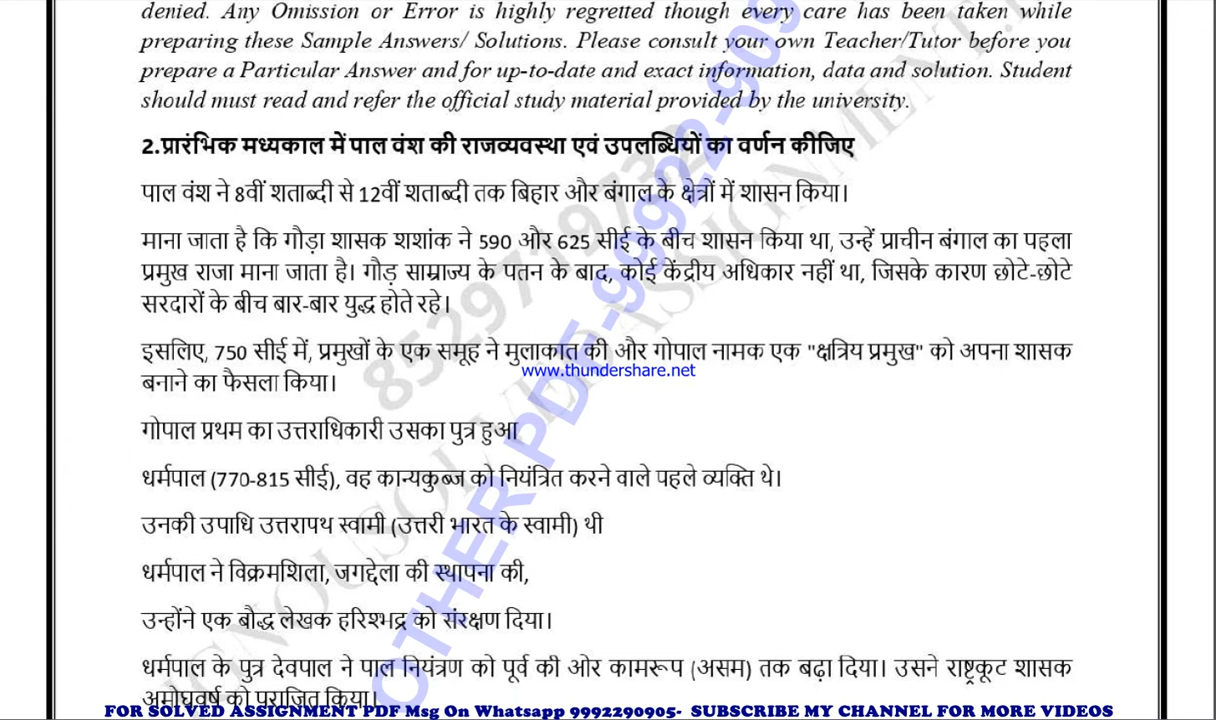 denied. Any Omission or Error is highly regretted though every care has been taken while
preparing these Sample Answers/ Solutions. Please consult your own Teacher/Tutor before you
prepare a Particular Answer and for up-to-date and exact information, data and solution. Student
should must read and refer the official study material provided by the university.
2.प्रारंभिक मध्यकाल में पाल वंश की राजव्यवस्था एवं उपलब्धियों का वर्णन कीजिए
पाल वंश ने 8वीं शताब्दी से 12वीं शताब्दी तक बिहार और बंगाल के क्षेत्रों में शासन किया।
माना जाता है कि गौड़ा शासक शशांक ने 590 और 625 सीई के बीच शासन किया था, उन्हें प्राचीन बंगाल का पहला
प्रमुख राजा माना जाता है। गौड़ साम्राज्य के पतन के बाद, कोई केंद्रीय अधिकार नहीं था, जिसके कारण छोटे-छोटे
सरदारों के बीच बार-बार युद्ध होते रहे।
इसलिए, 750 सीई में, प्रमुखों के एक समूह ने मुलाकात की और गोपाल नामक एक "क्षत्रिय प्रमुख" को अपना शासक
www.thundershare.net
बनाने का फैसला किया।
गोपाल प्रथम का उत्तराधिकारी उसका पुत्र हुआ
धर्मपाल (770-815 सीई), वह कान्यकुब्ज को नियंत्रित करने वाले पहले व्यक्ति थे।
उनकी उपाधि उत्तरापथ स्वामी (उत्तरी भारत के स्वामी) थी
धर्मपाल ने विक्रमशिला, जगद्देला की स्थापना की,
उन्होंने एक बौद्ध लेखक हरिश्भद्र को संरक्षण दिया।
धर्मपाल के पुत्र देवपाल ने पाल नियंत्रण को पूर्व की ओर कामरूप (असम) तक बढ़ा दिया। उसने राष्ट्रकूट शासक
अमोघवर्ष को पराजित किया।
FOR SOLVED ASSIGNMENT PDF Msg On Whatsapp 9992290905- SUBSCRIBE MY CHANNEL FOR MORE VIDEOS
OTHER PDF-99922-909
IGNOU SOLVED ASSIGNMENT